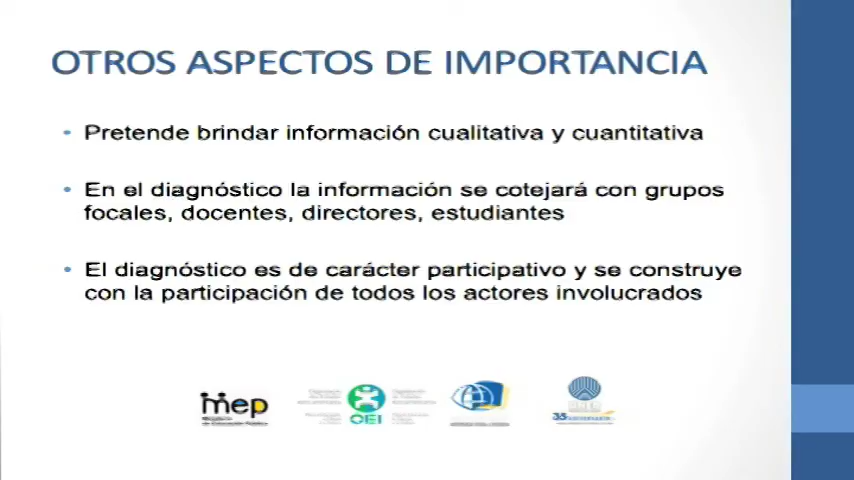 OTROS ASPECTOS DE IMPORTANCIA
• Pretende brindar información cualitativa y cuantitativa
• En el diagnóstico la información se cotejará con grupos
focales, docentes, directores, estudiantes
• El diagnóstico es de carácter participativo y se construye
con la participación de todos los actores involucrados
mep
OEI
35